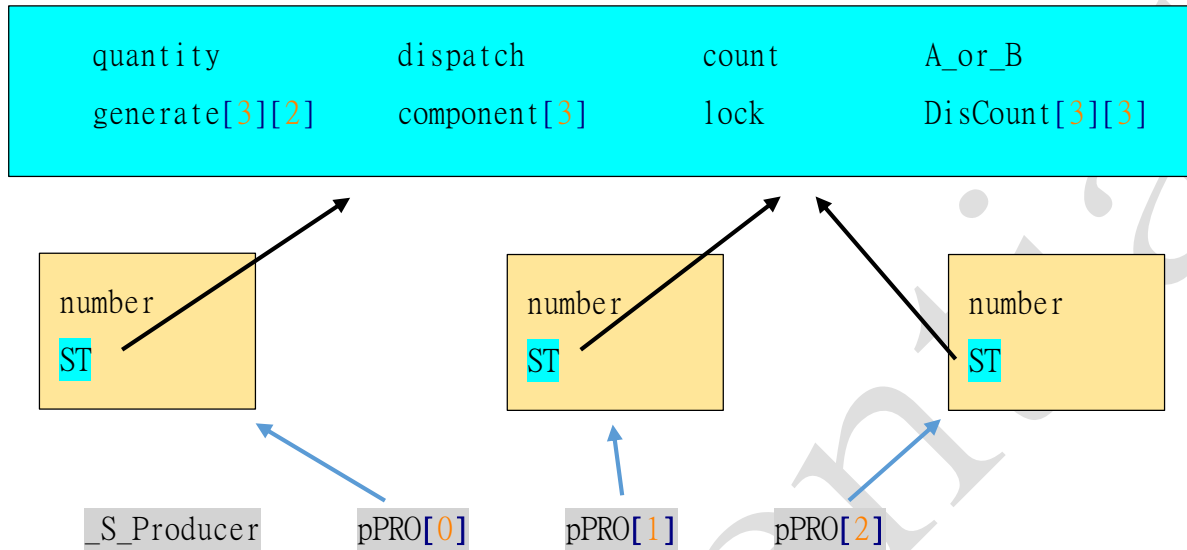 quantity dispatch count A_or_B
generate[3][2] component[3] lock DisCount[3][3]
number number number
ST ST ST
_S_Producer pPRO[0] pPRO[1] pPRO[2]